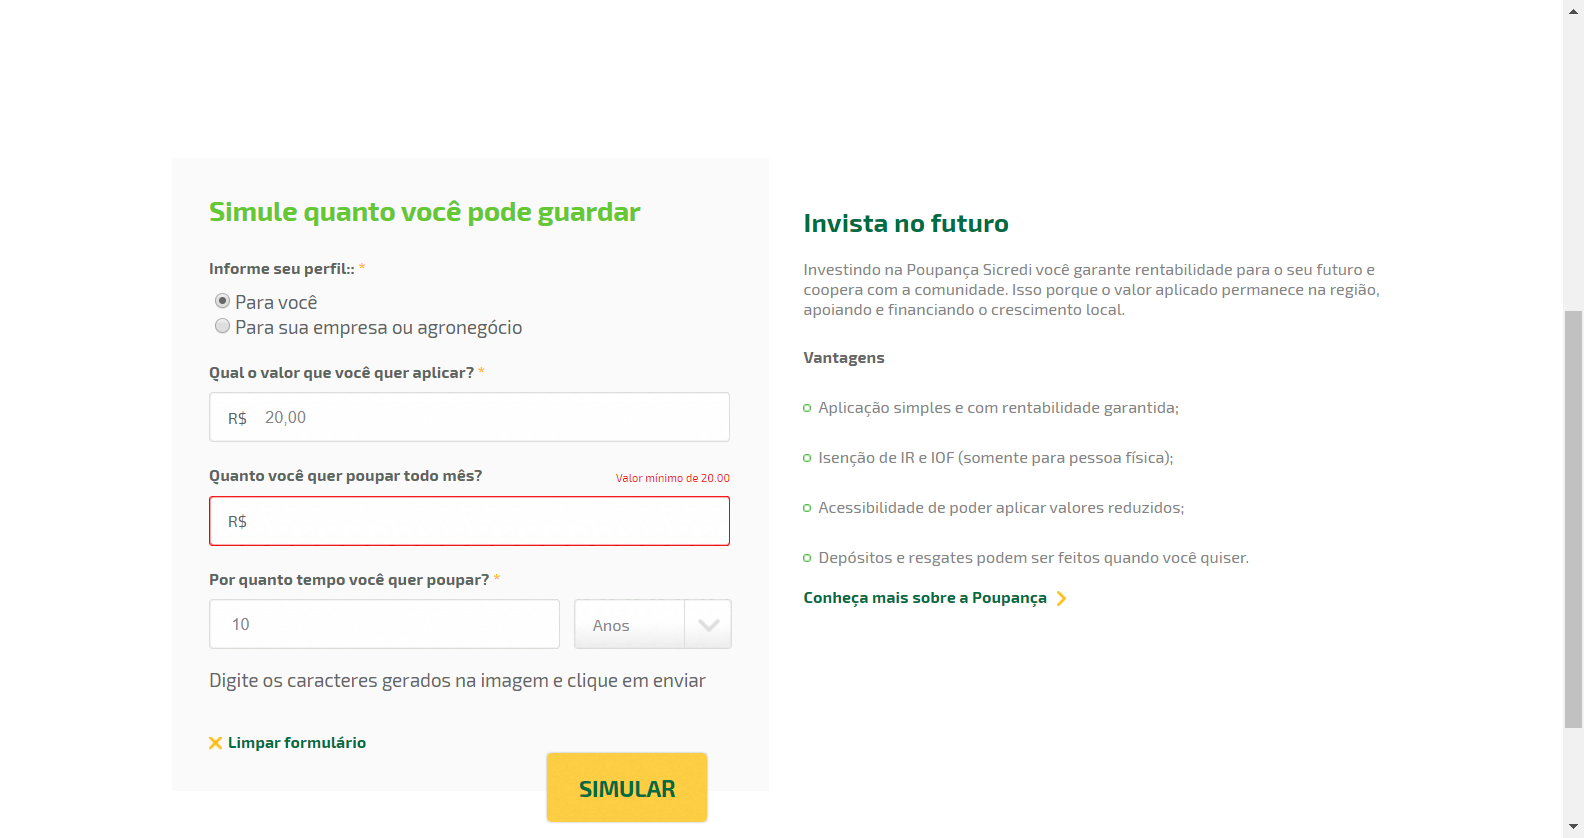 Simule quanto você pode guardar
Informe seu perfil:: *
Para você
Para sua empresa ou agronegócio
Qual o valor que você quer aplicar? *
R$ 20,00
Quanto você quer poupar todo mês? Valor mínimo de 20.00
R$
Por quanto tempo você quer poupar? *
10 Anos
Digite os caracteres gerados na imagem e clique em enviar
Limpar formulário
SIMULAR
Invista no futuro
Investindo na Poupança Sicredi você garante rentabilidade para o seu futuro e
coopera com a comunidade. Isso porque o valor aplicado permanece na região,
apoiando e financiando o crescimento local.
Vantagens
Aplicação simples e com rentabilidade garantida;
Isenção de IR e IOF (somente para pessoa física);
Acessibilidade de poder aplicar valores reduzidos;
Depósitos e resgates podem ser feitos quando você quiser.
Conheça mais sobre a Poupança